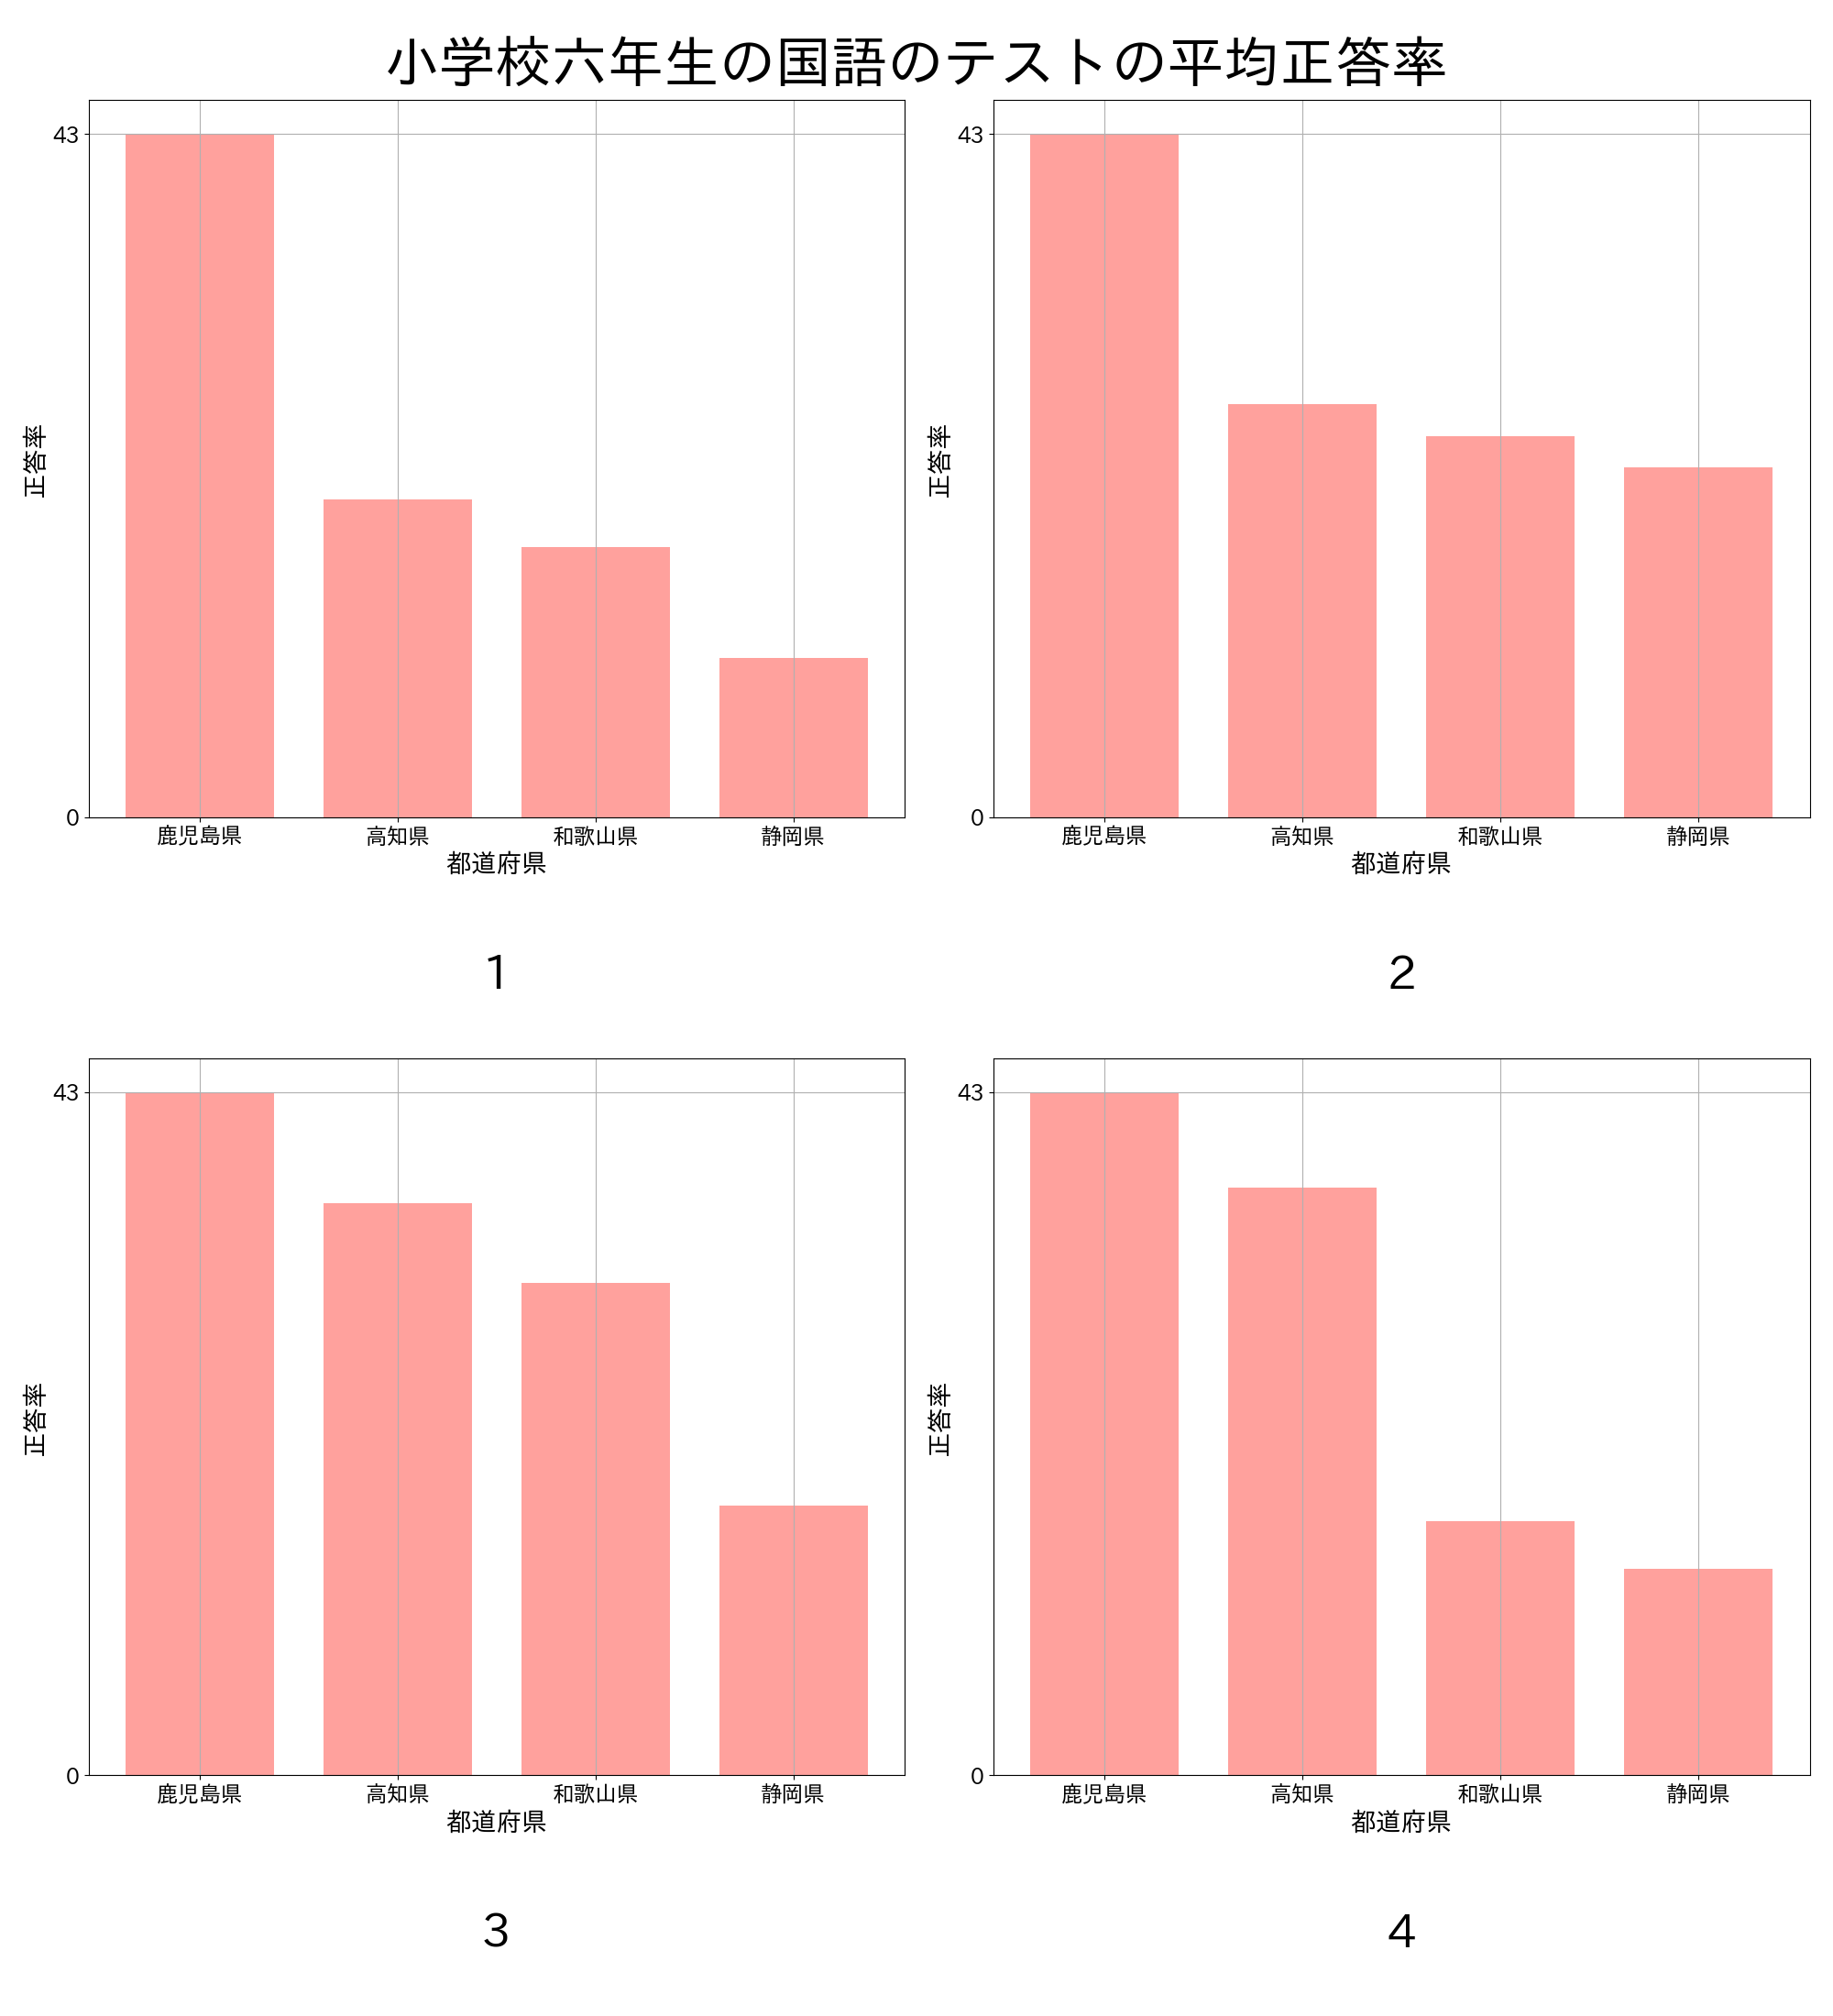 小学校六年生の国語のテストの平均正答率
43
0
正答率
鹿児島県 高知県 和歌山県 静岡県
都道府県
1
43
0
正答率
鹿児島県 高知県 和歌山県 静岡県
都道府県
2
43
0
正答率
鹿児島県 高知県 和歌山県 静岡県
都道府県
3
43
0
正答率
鹿児島県 高知県 和歌山県 静岡県
都道府県
4